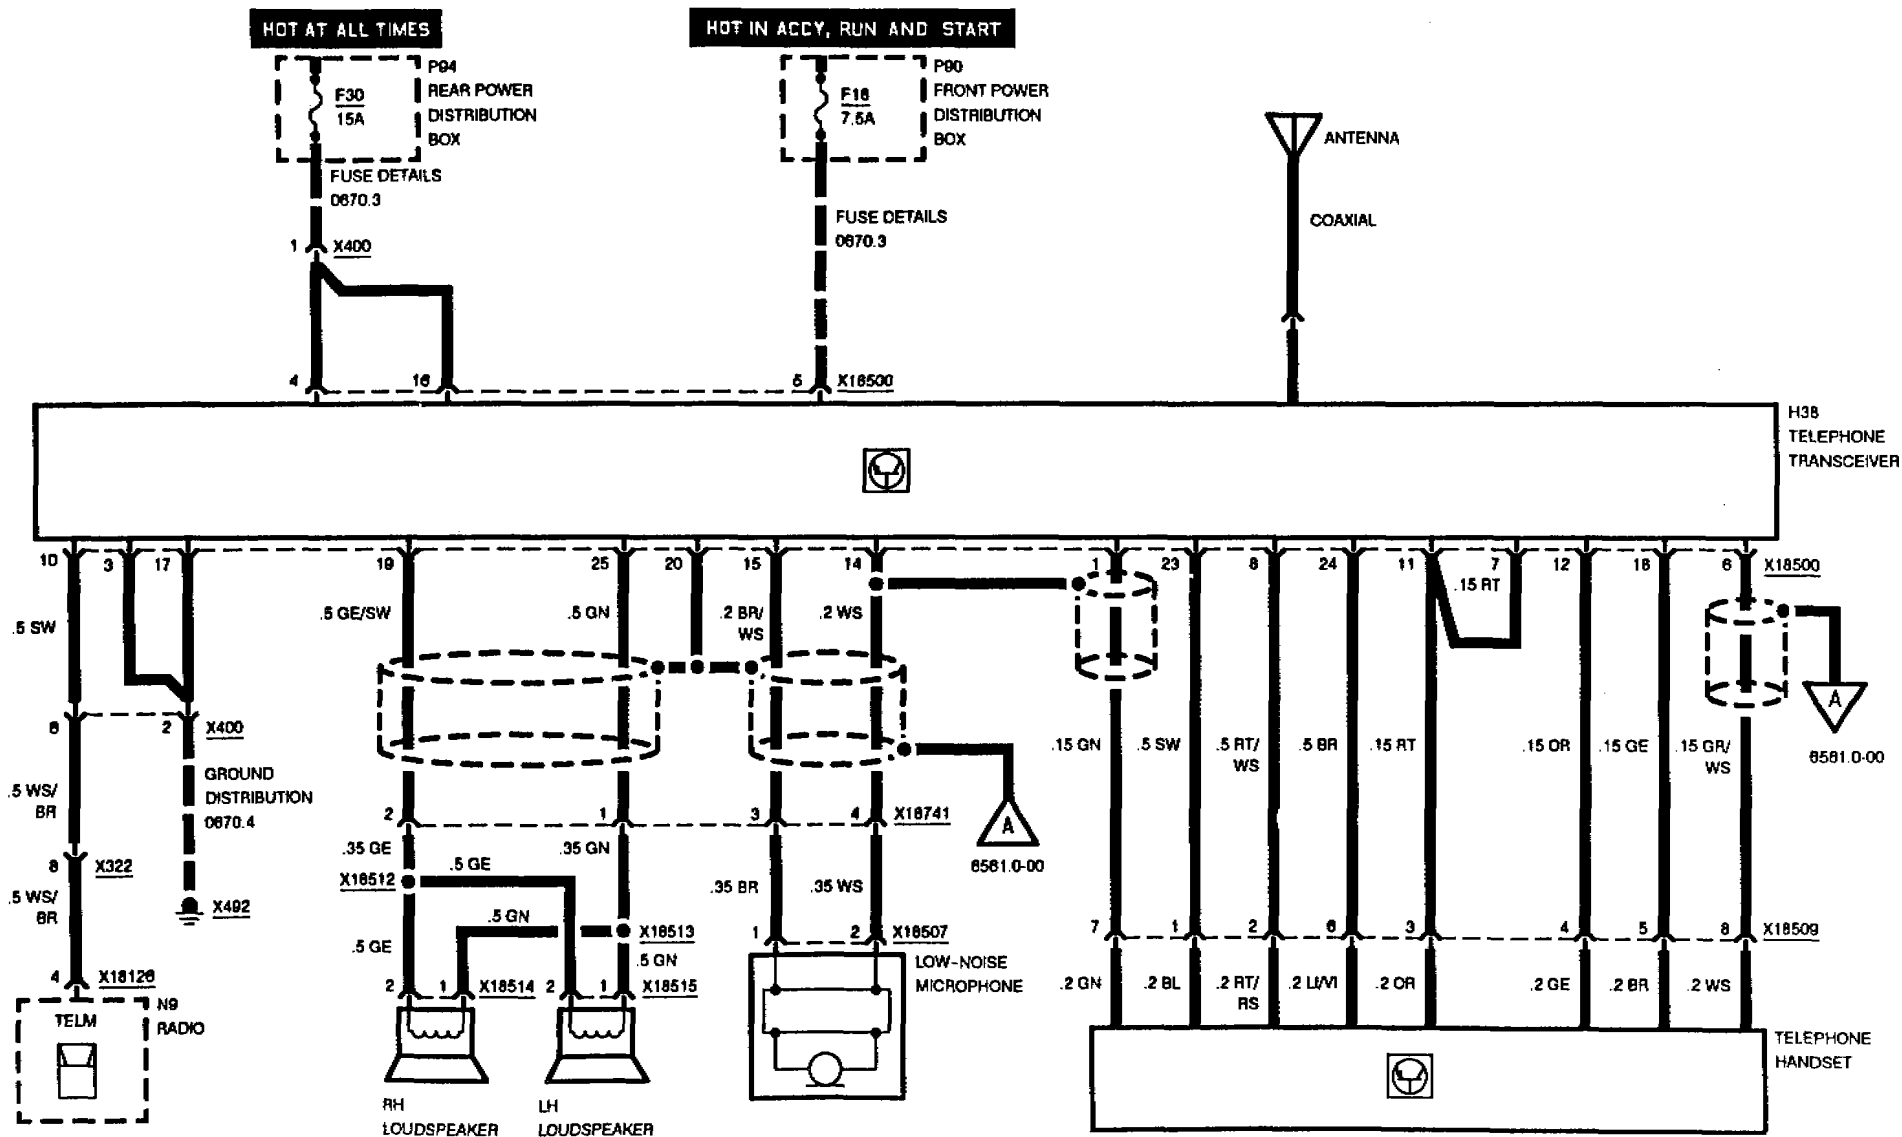 HOT AT ALL TIMES
HOT IN ACCY, RUN AND START
F30
15A
P94
REAR POWER
DISTRIBUTION
BOX
F18
7.5A
P90
FRONT POWER
DISTRIBUTION
BOX
ANTENNA
FUSE DETAILS
0670.3
FUSE DETAILS
0670.3
COAXIAL
1
X400
4
16
5
X18500
H38
TELEPHONE
TRANSCEIVER
10
3
17
19
25
20
15
14
1
23
8
24
11
7
12
18
6
X18500
.15 RT
.5 SW
.5 GE/SW
.5 GN
.2 BR/
WS
.2 WS
A
6
2
X400
.15 GN
.5 SW
.5 RT/
WS
.5 BR
.15 RT
.15 OR
.15 GE
.15 GR/
WS
8581.0-00
GROUND
DISTRIBUTION
0670.4
.5 WS/
BR
2
1
3
4
X18741
A
8581.0-00
8
X322
.35 GE
.5 GE
.35 GN
X18512
.35 BR
.35 WS
.5 WS/
BR
X492
.5 GN
X18513
1
2
X18507
7
1
2
6
3
4
5
8
X18509
.5 GE
.5 GN
LOW-NOISE
MICROPHONE
4
X18126
2
1
X18514
2
1
X18515
.2 GN
.2 BL
.2 RT/
RS
.2 LI/VI
.2 OR
.2 GE
.2 BR
.2 WS
TELM
N9
RADIO
TELEPHONE
HANDSET
RH
LOUDSPEAKER
LH
LOUDSPEAKER